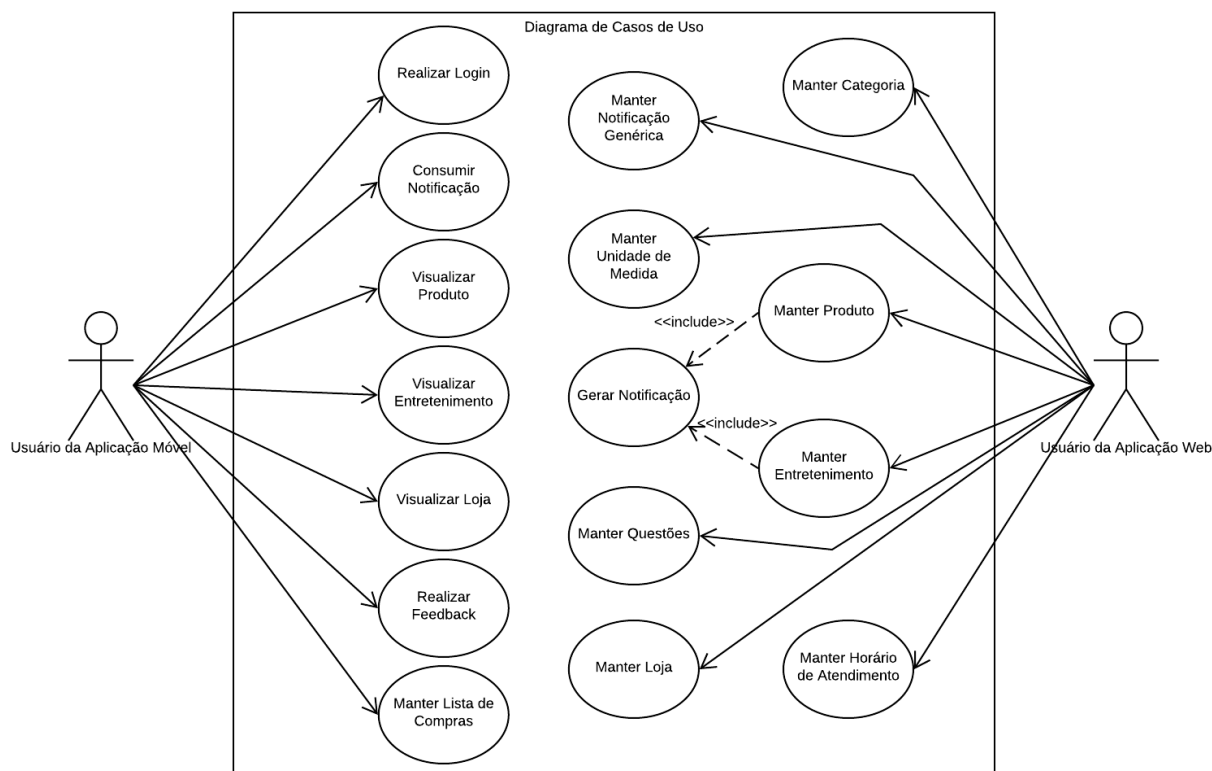 Diagrama de Casos de Uso
Realizar Login
Consumir
Notificação
Visualizar
Produto
Visualizar
Entretenimento
Visualizar Loja
Realizar
Feedback
Manter Lista de
Compras
Usuário da Aplicação Móvel
Manter
Notificação
Genérica
Manter
Unidade de
Medida
Gerar Notificação
Manter Questões
Manter Loja
<<include>>
<<include>>
Manter Categoria
Manter Produto
Manter
Entretenimento
Manter Horário
de Atendimento
Usuário da Aplicação Web